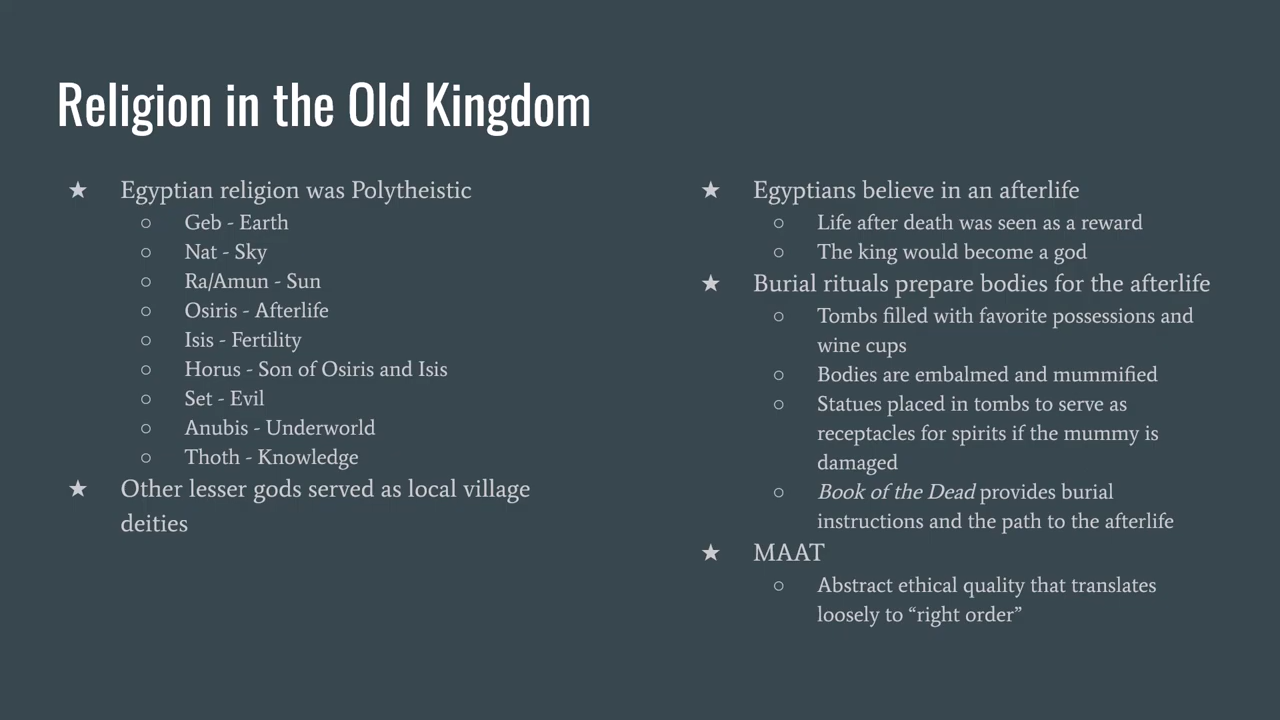 Religion in the Old Kingdom
★ Egyptian religion was Polytheistic
○ Geb - Earth
○ Nat - Sky
○ Ra/Amun - Sun
○ Osiris - Afterlife
○ Isis - Fertility
○ Horus - Son of Osiris and Isis
○ Set - Evil
○ Anubis - Underworld
○ Thoth - Knowledge
★ Other lesser gods served as local village
deities
★ Egyptians believe in an afterlife
○ Life after death was seen as a reward
○ The king would become a god
★ Burial rituals prepare bodies for the afterlife
○ Tombs filled with favorite possessions and
wine cups
○ Bodies are embalmed and mummified
○ Statues placed in tombs to serve as
receptacles for spirits if the mummy is
damaged
○ Book of the Dead provides burial
instructions and the path to the afterlife
★ MAAT
○ Abstract ethical quality that translates
loosely to “right order”